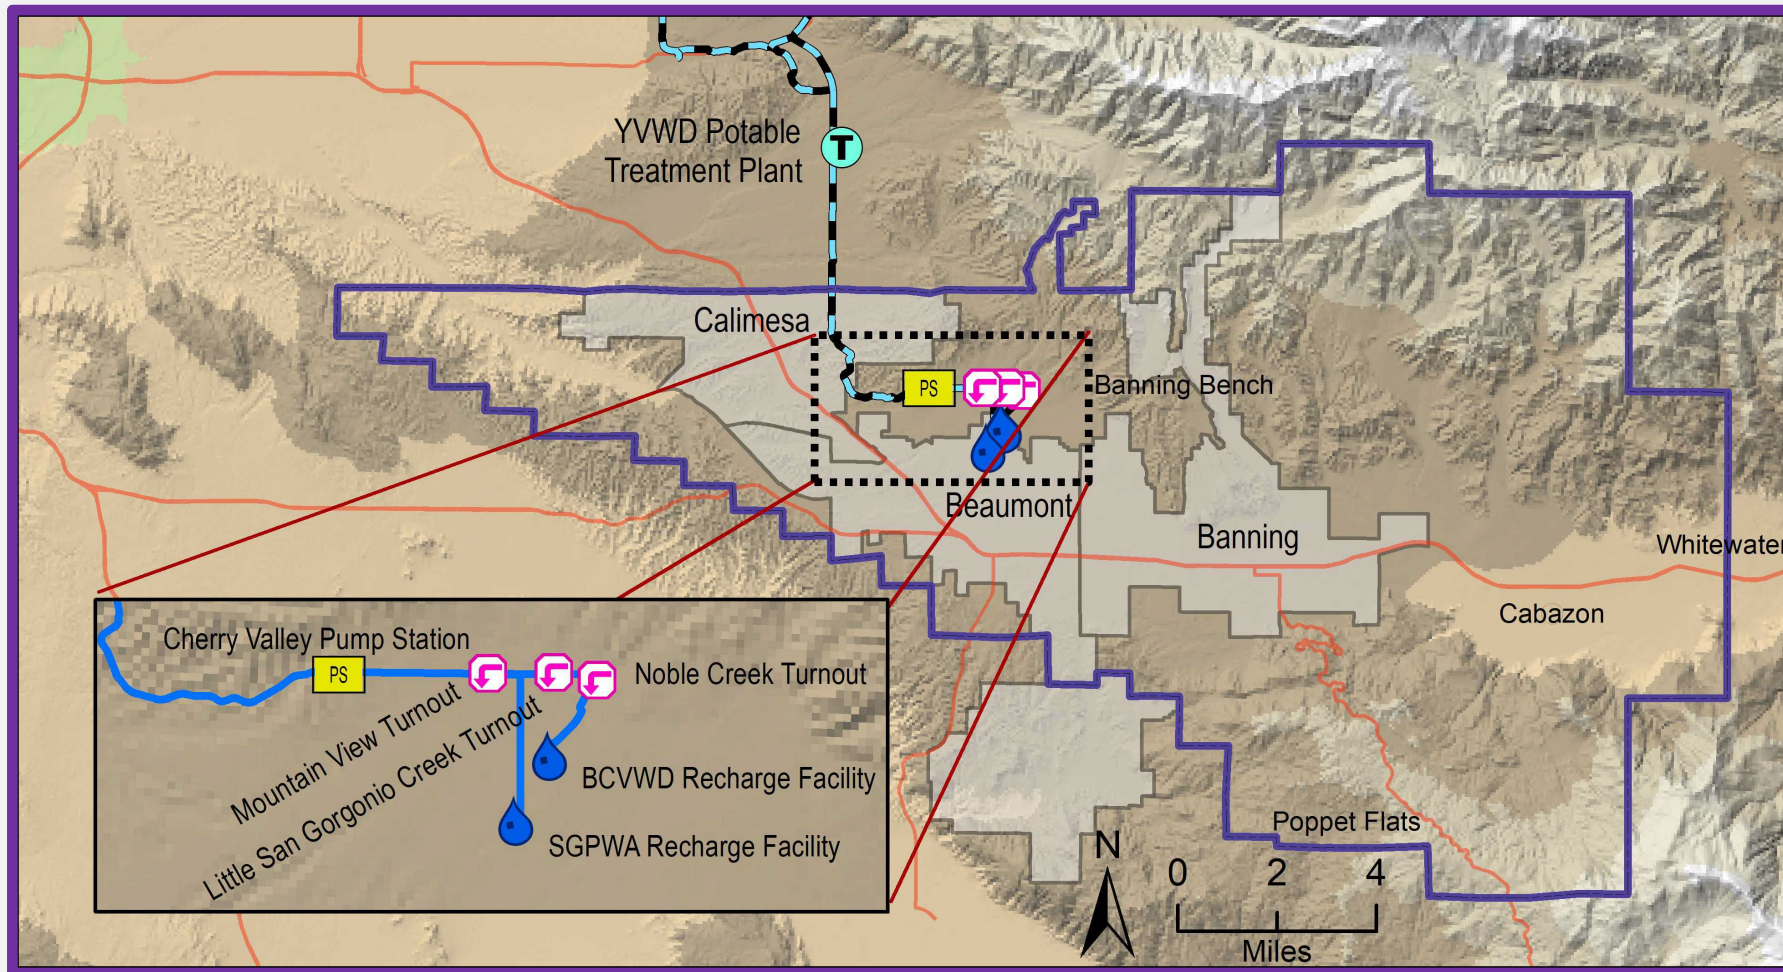 YVWD Potable
Treatment Plant
T
Calimesa
PS
Banning Bench
Beaumont
Banning
Whitewater
Cabazon
Cherry Valley Pump Station
PS
Noble Creek Turnout
Mountain View Turnout
Little San Gorgonio Creek Turnout
BCVWD Recharge Facility
SGPWA Recharge Facility
Poppet Flats
N
0 2 4
Miles